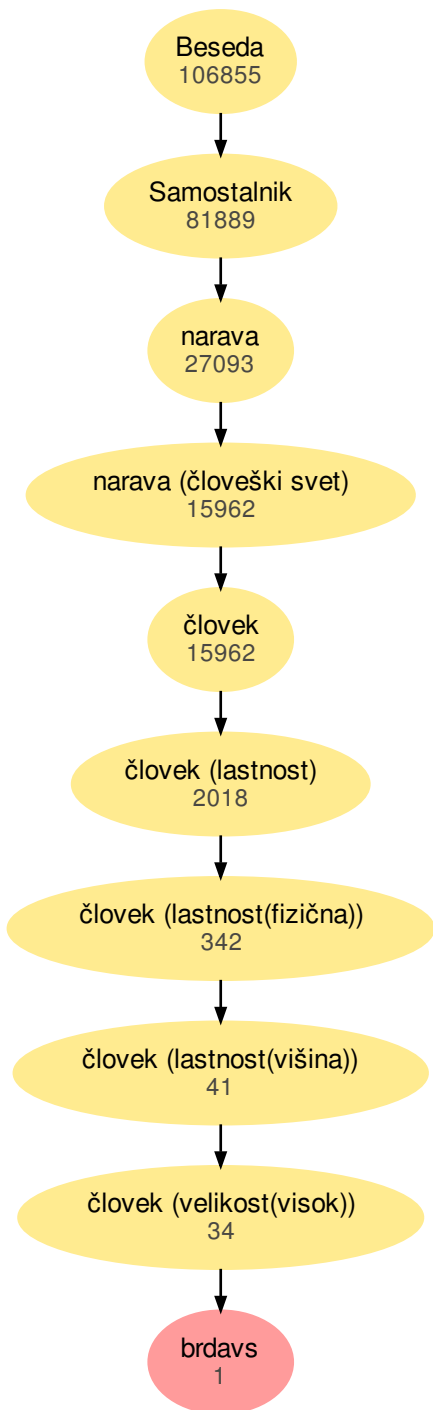 Beseda
106855
Samostalnik
81889
narava
27093
narava (človeški svet)
15962
človek
15962
človek (lastnost)
2018
človek (lastnost(fizična))
342
človek (lastnost(višina))
41
človek (velikost(visok))
34
brdavs
1